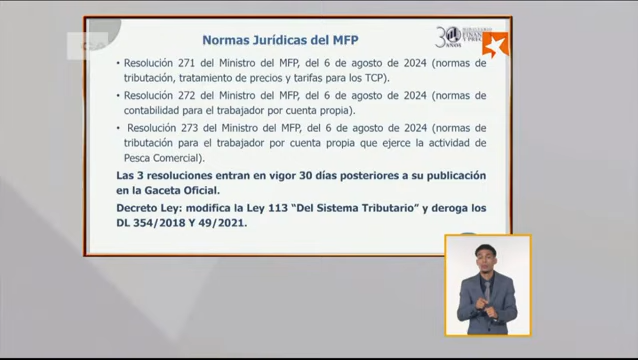 Normas Jurídicas del MFP
30
AÑOS
• Resolución 271 del Ministro del MFP, del 6 de agosto de 2024 (normas de
tributación, tratamiento de precios y tarifas para los TCP).
• Resolución 272 del Ministro del MFP, del 6 de agosto de 2024 (normas de
contabilidad para el trabajador por cuenta propia).
• Resolución 273 del Ministro del MFP, del 6 de agosto de 2024 (normas de
tributación para el trabajador por cuenta propia que ejerce la actividad de
Pesca Comercial).
Las 3 resoluciones entran en vigor 30 días posteriores a su publicación
en la Gaceta Oficial.
Decreto Ley: modifica la Ley 113 "Del Sistema Tributario" y deroga los
DL 354/2018 Y 49/2021.